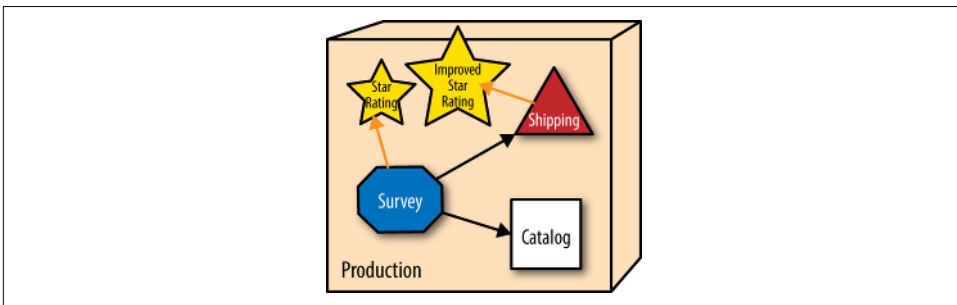 Star
Rating
Improved
Star
Rating
Shipping
Survey
Catalog
Production